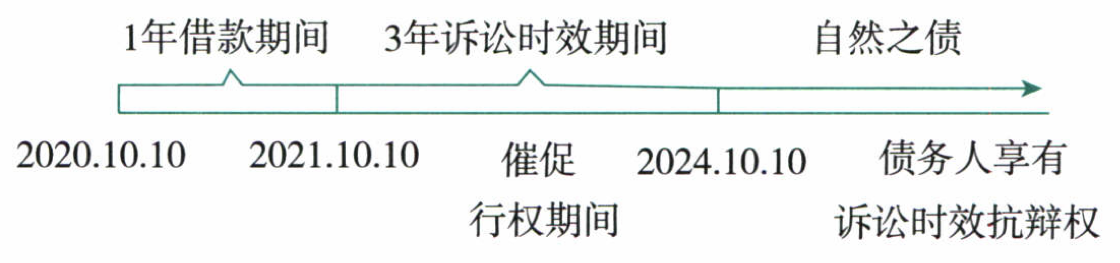 1年借款期间 3年诉讼时效期间 自然之债
2020.10.10 2021.10.10 催促 2024.10.10 债务人享有
行权期间 诉讼时效抗辩权